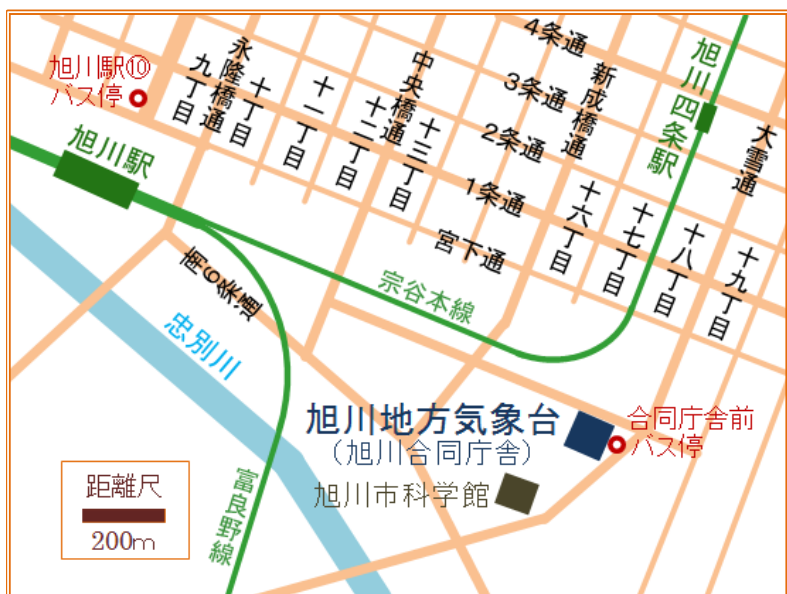 旭川駅⑩
バス停
旭川駅
九丁目
永隆橋通
十丁目
十一丁目
十二丁目
中央橋通
十三丁目
4条通
3条通
2条通
1条通
宮下通
新成橋通
十六丁目
十七丁目
十八丁目
十九丁目
旭川四条駅
大雪通
南6条通
宗谷本線
忠別川
富良野線
旭川地方気象台
(旭川合同庁舎)
合同庁舎前
バス停
旭川市科学館
距離尺
200m